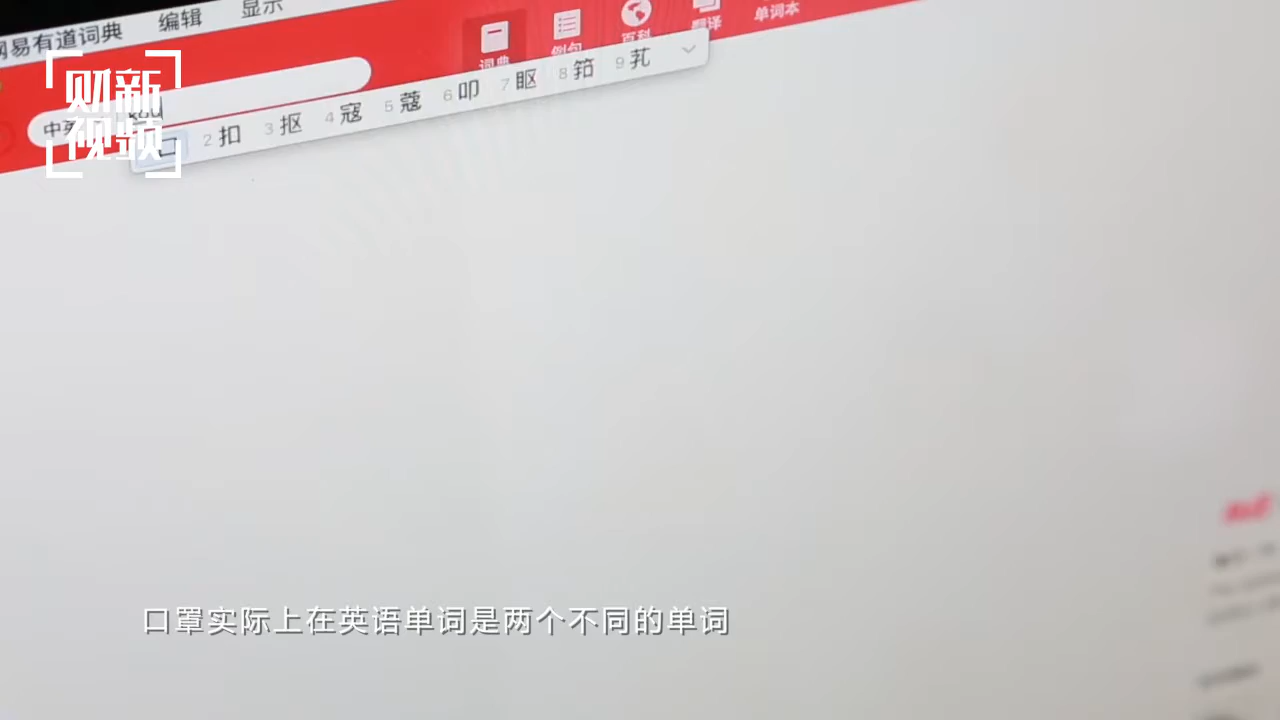 网易有道词典 编辑 显示
词典 例句 百科 翻译 单词本
财新
视频
中英
kou
口 2 扣 3 抠 4 寇 5 蔻 6 叩 7 眍 8 筘 9 芤
口罩实际上在英语单词是两个不同的单词